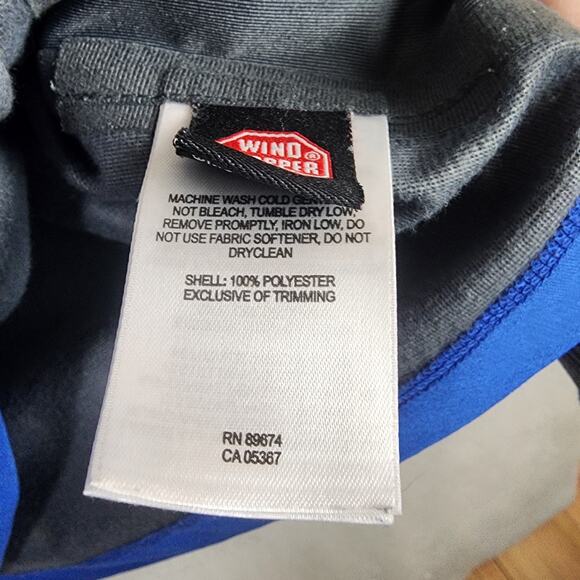 WIND®
PPER
MACHINE WASH COLD
NOT BLEACH, TUMBLE DRY LOW,
REMOVE PROMPTLY, IRON LOW, DO
NOT USE FABRIC SOFTENER, DO NOT
DRYCLEAN
SHELL: 100% POLYESTER
EXCLUSIVE OF TRIMMING
RN 89674
CA 05367